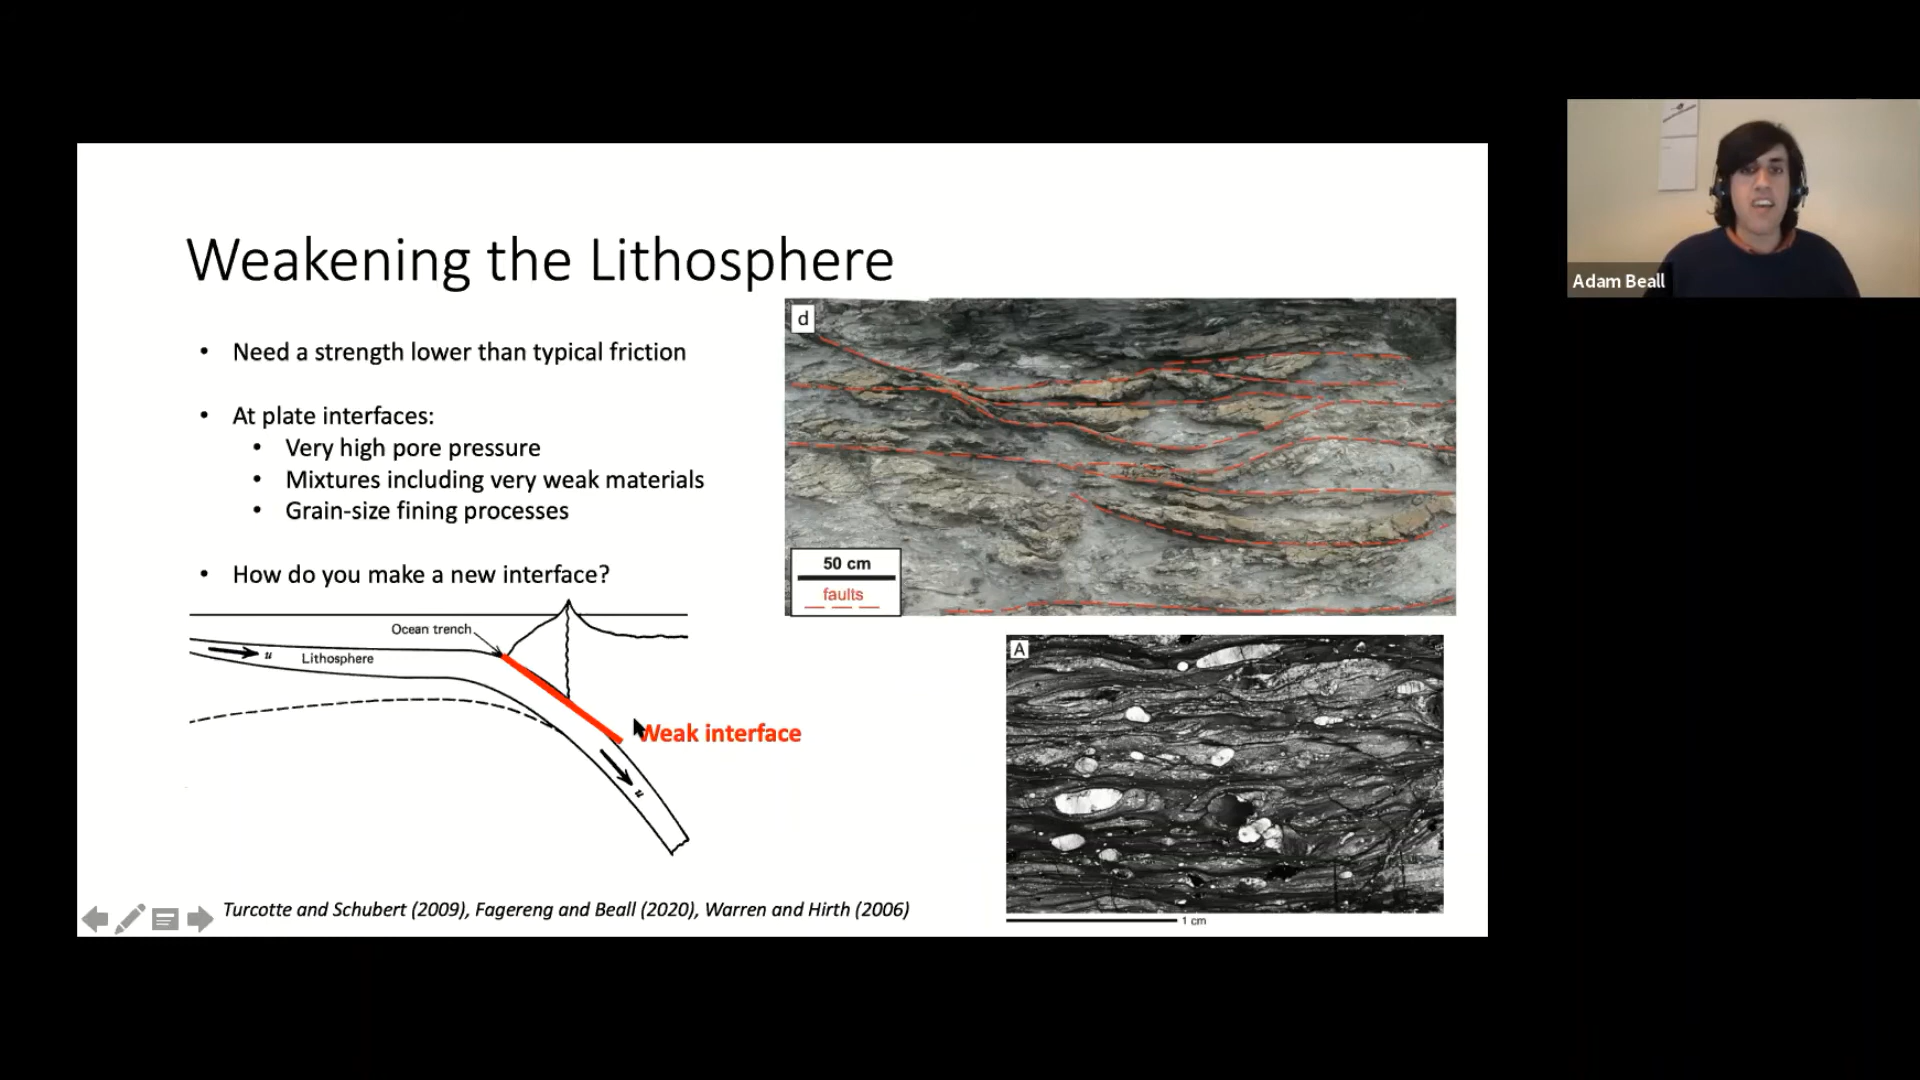 Weakening the Lithosphere
• Need a strength lower than typical friction
• At plate interfaces:
• Very high pore pressure
• Mixtures including very weak materials
• Grain-size fining processes
• How do you make a new interface?
Ocean trench
u
Lithosphere
Weak interface
u
d
50 cm
faults
A
1 cm
Turcotte and Schubert (2009), Fagereng and Beall (2020), Warren and Hirth (2006)
Adam Beall